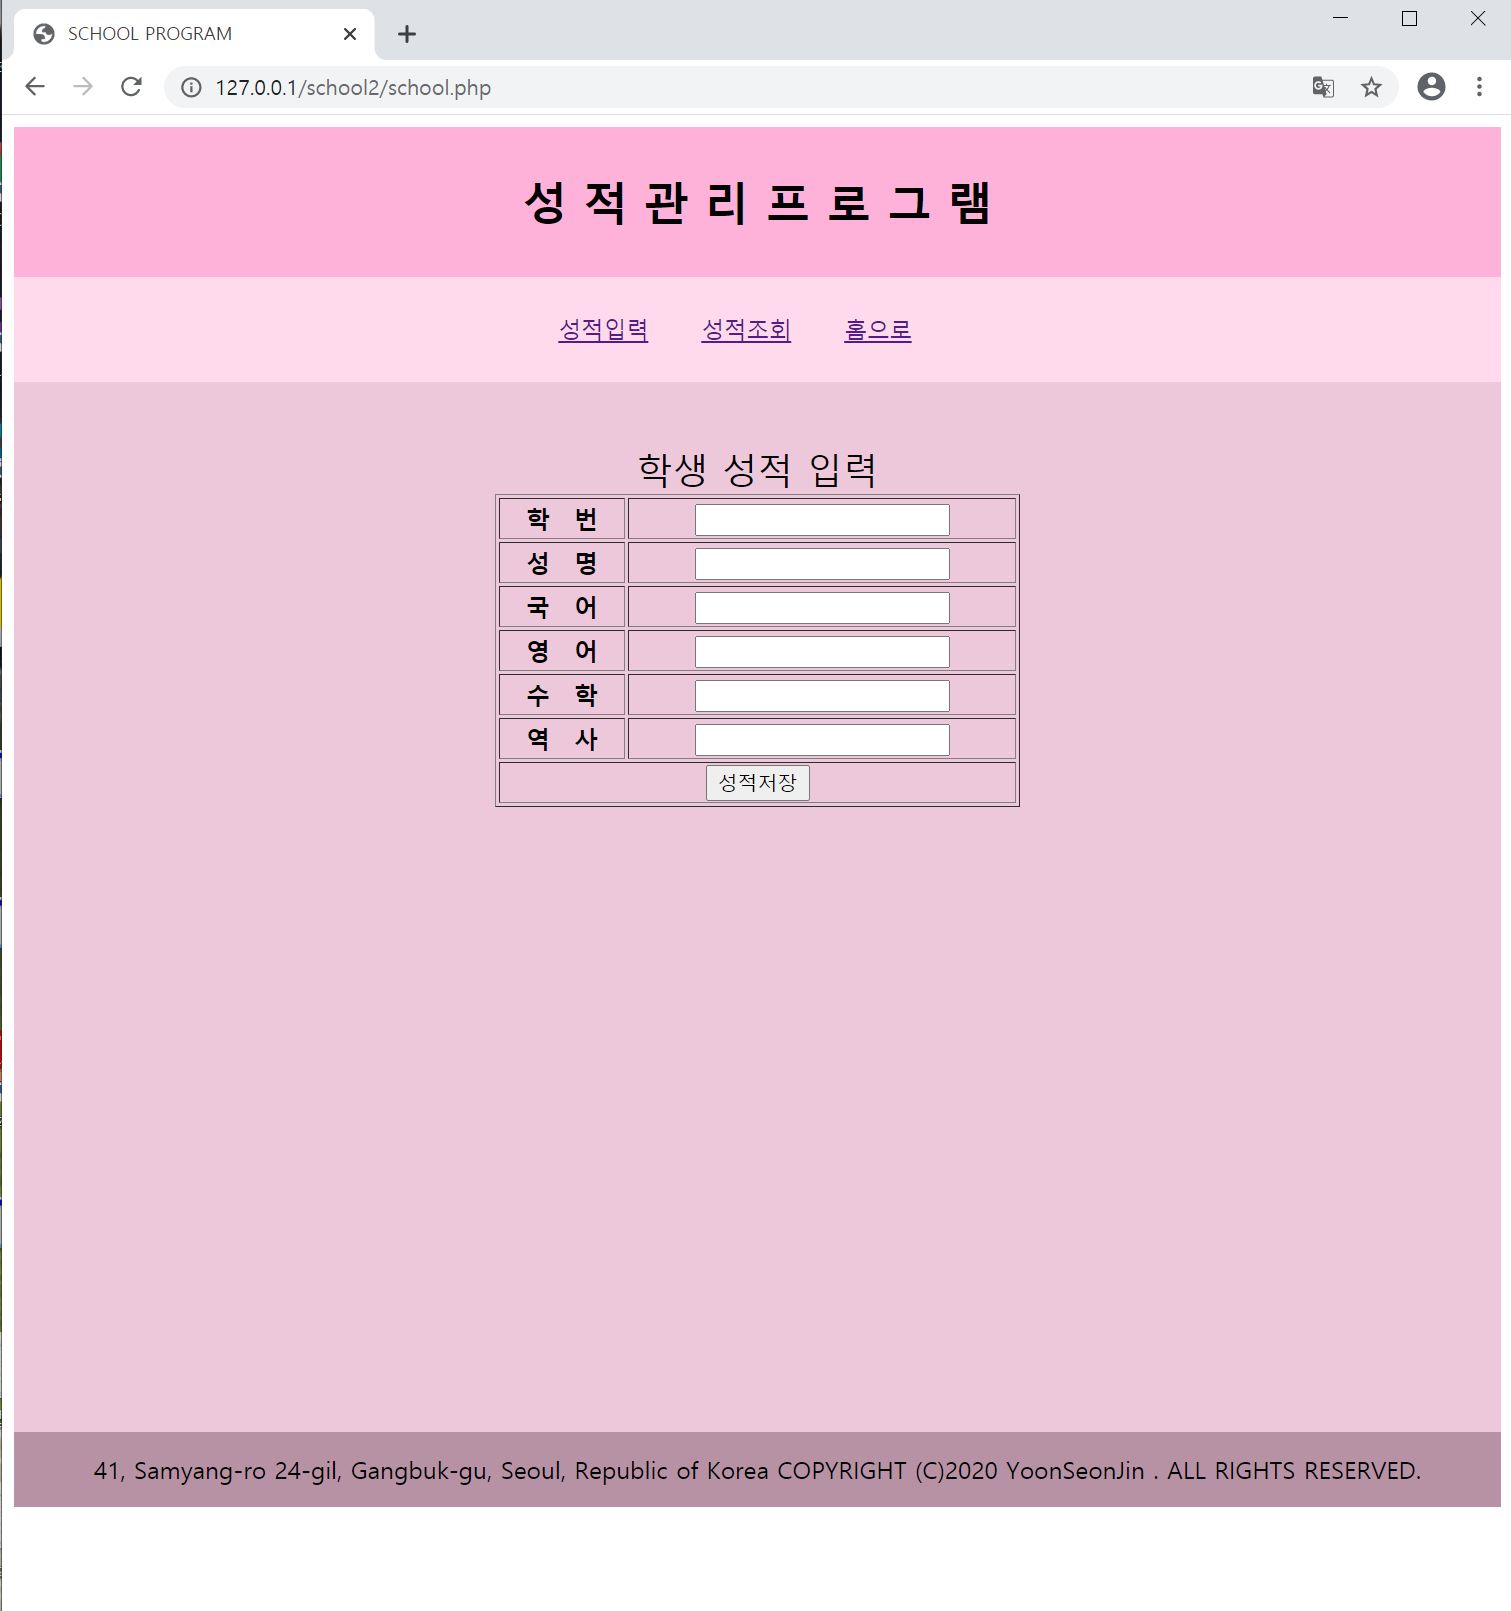 SCHOOL PROGRAM
127.0.0.1/school2/school.php
성 적 관 리 프 로 그 램
성적입력 성적조회 홈으로
학생 성적 입력
학 번
성 명
국 어
영 어
수 학
역 사
성적저장
41, Samyang-ro 24-gil, Gangbuk-gu, Seoul, Republic of Korea COPYRIGHT (C)2020 YoonSeonJin . ALL RIGHTS RESERVED.